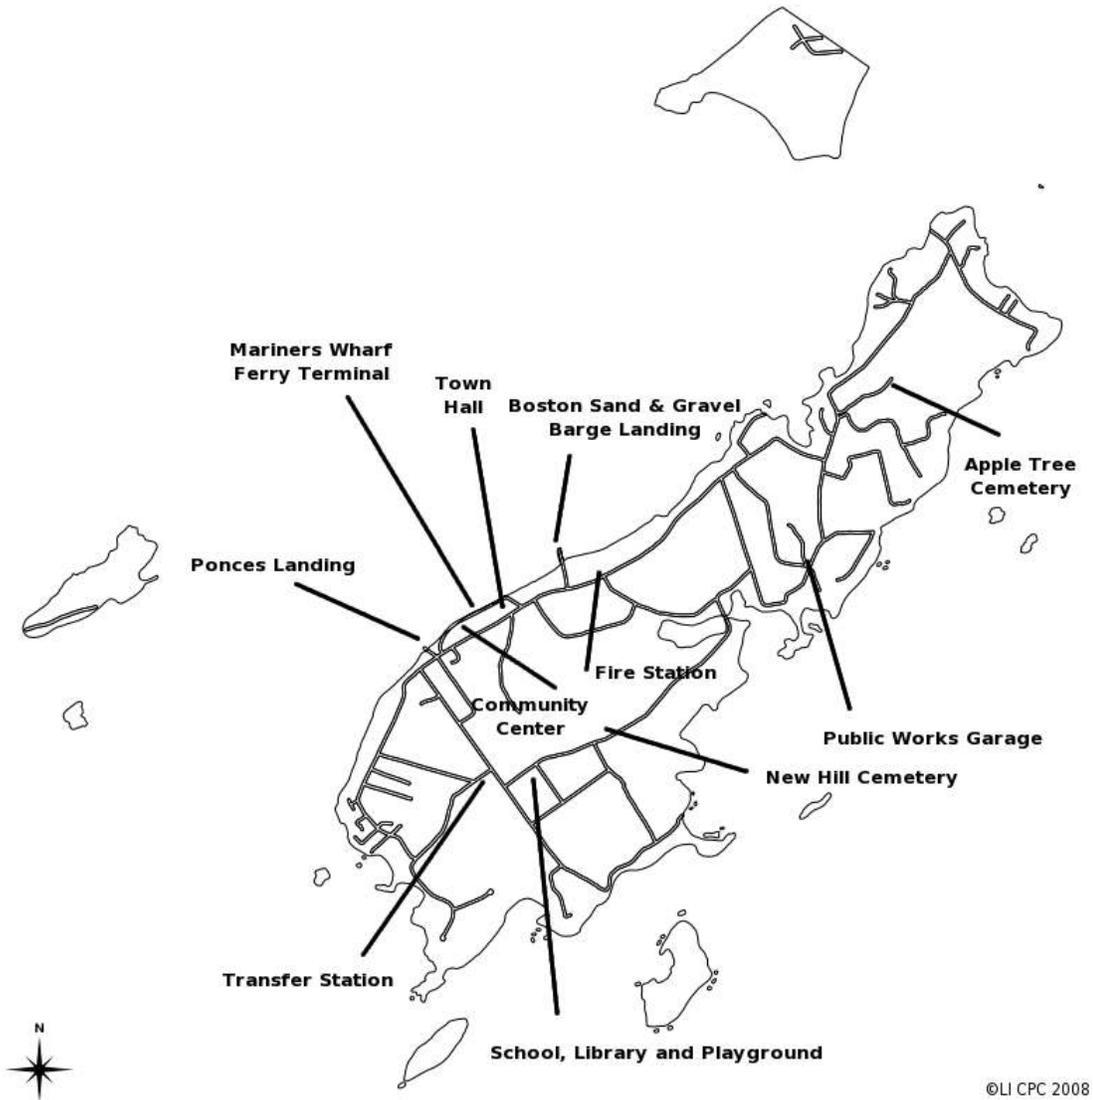 Mariners Wharf
Ferry Terminal
Town
Hall
Boston Sand & Gravel
Barge Landing
Apple Tree
Cemetery
Ponces Landing
Fire Station
Community
Center
Public Works Garage
New Hill Cemetery
Transfer Station
N
School, Library and Playground
©LI CPC 2008